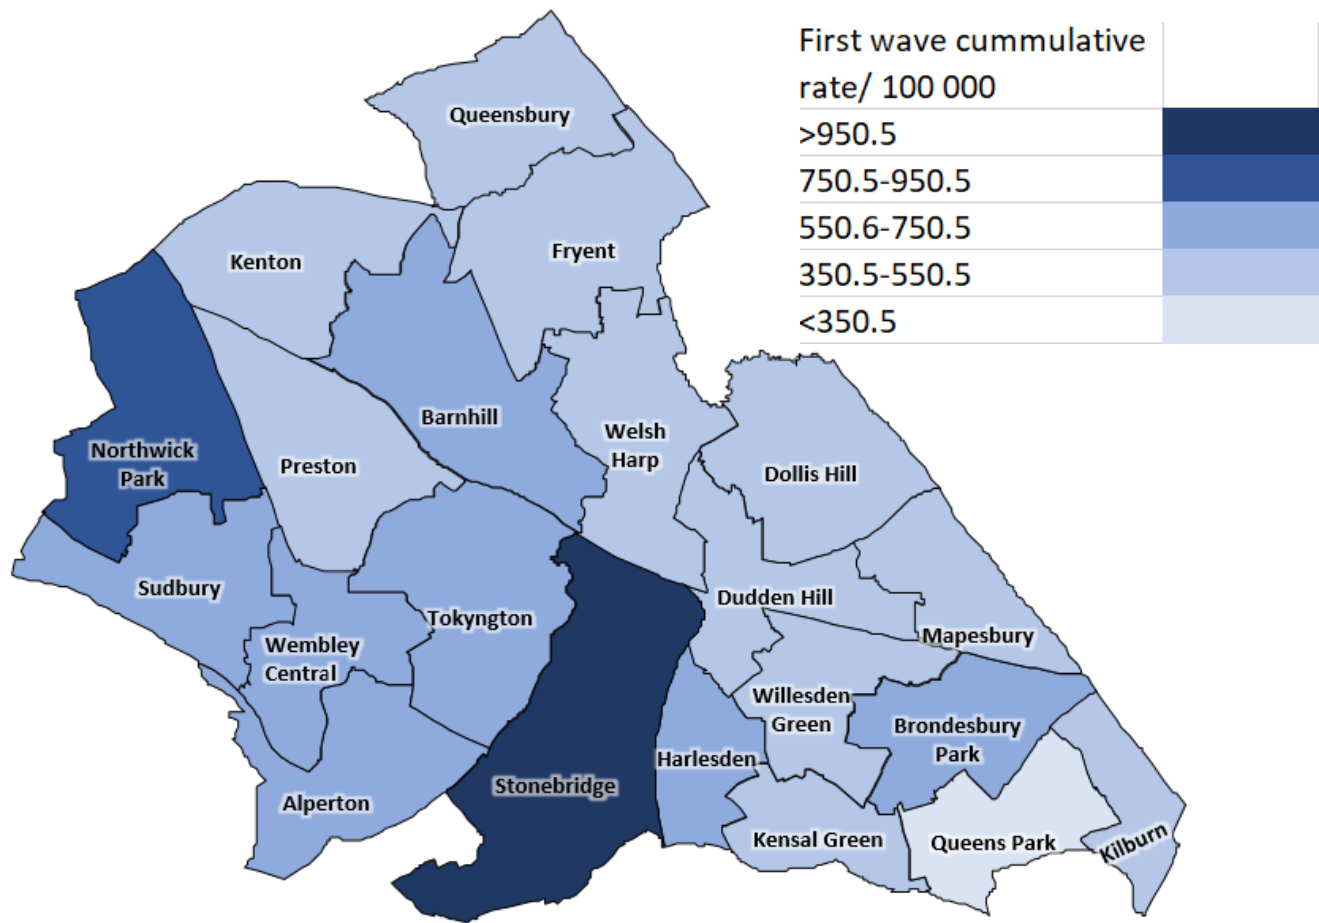 First wave cummulative
rate/ 100 000
>950.5
750.5-950.5
550.6-750.5
350.5-550.5
<350.5
Queensbury
Kenton
Fryent
Barnhill
Northwick
Park
Preston
Welsh
Harp
Dollis Hill
Sudbury
Wembley
Central
Tokyngton
Dudden Hill
Mapesbury
Willesden
Green
Brondesbury
Park
Harlesden
Stonebridge
Alperton
Kensal Green
Queens Park
Kilburn